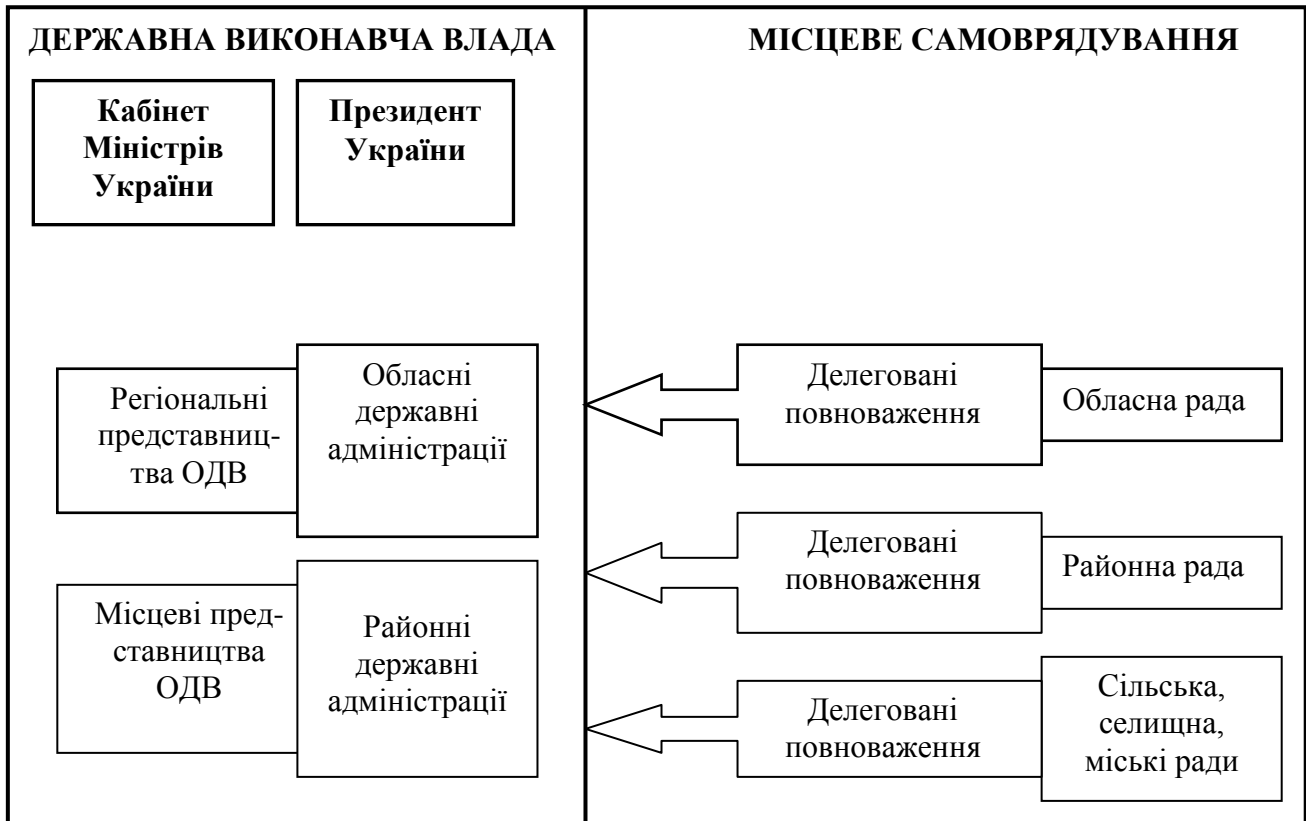 ДЕРЖАВНА ВИКОНАВЧА ВЛАДА
Кабінет
Міністрів
України
Президент
України
Регіональні
представниц-
тва ОДВ
Обласні
державні
адміністрації
Місцеві пред-
ставництва
ОДВ
Районні
державні
адміністрації
МІСЦЕВЕ САМОВРЯДУВАННЯ
Делеговані
повноваження
Обласна рада
Делеговані
повноваження
Районна рада
Делеговані
повноваження
Сільська,
селищна,
міські ради